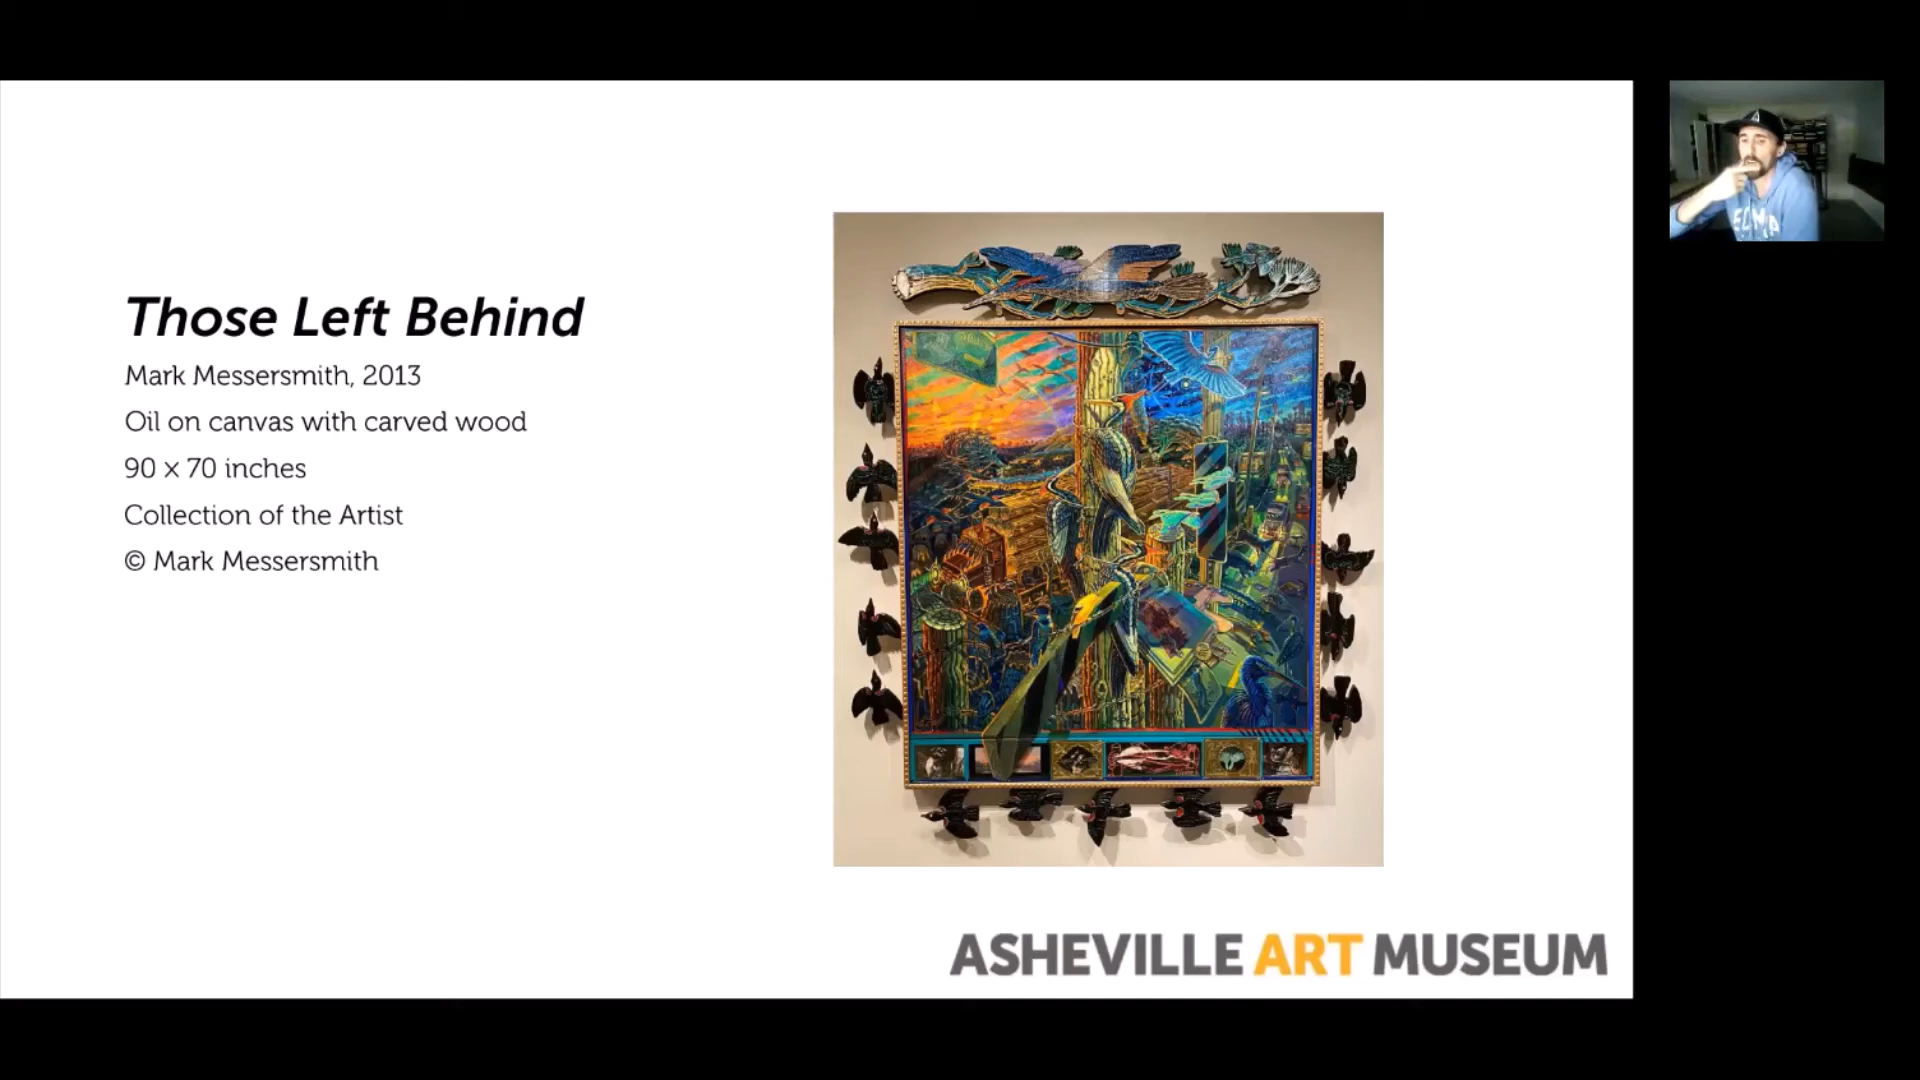 Those Left Behind
Mark Messersmith, 2013
Oil on canvas with carved wood
90 × 70 inches
Collection of the Artist
© Mark Messersmith
ASHEVILLE ART MUSEUM